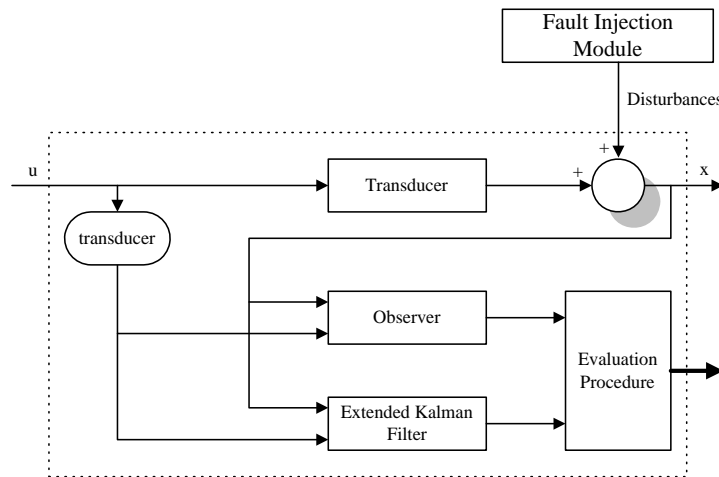 Fault Injection
Module
Disturbances
+
u
+
Transducer
x
transducer
Observer
Evaluation
Procedure
Extended Kalman
Filter